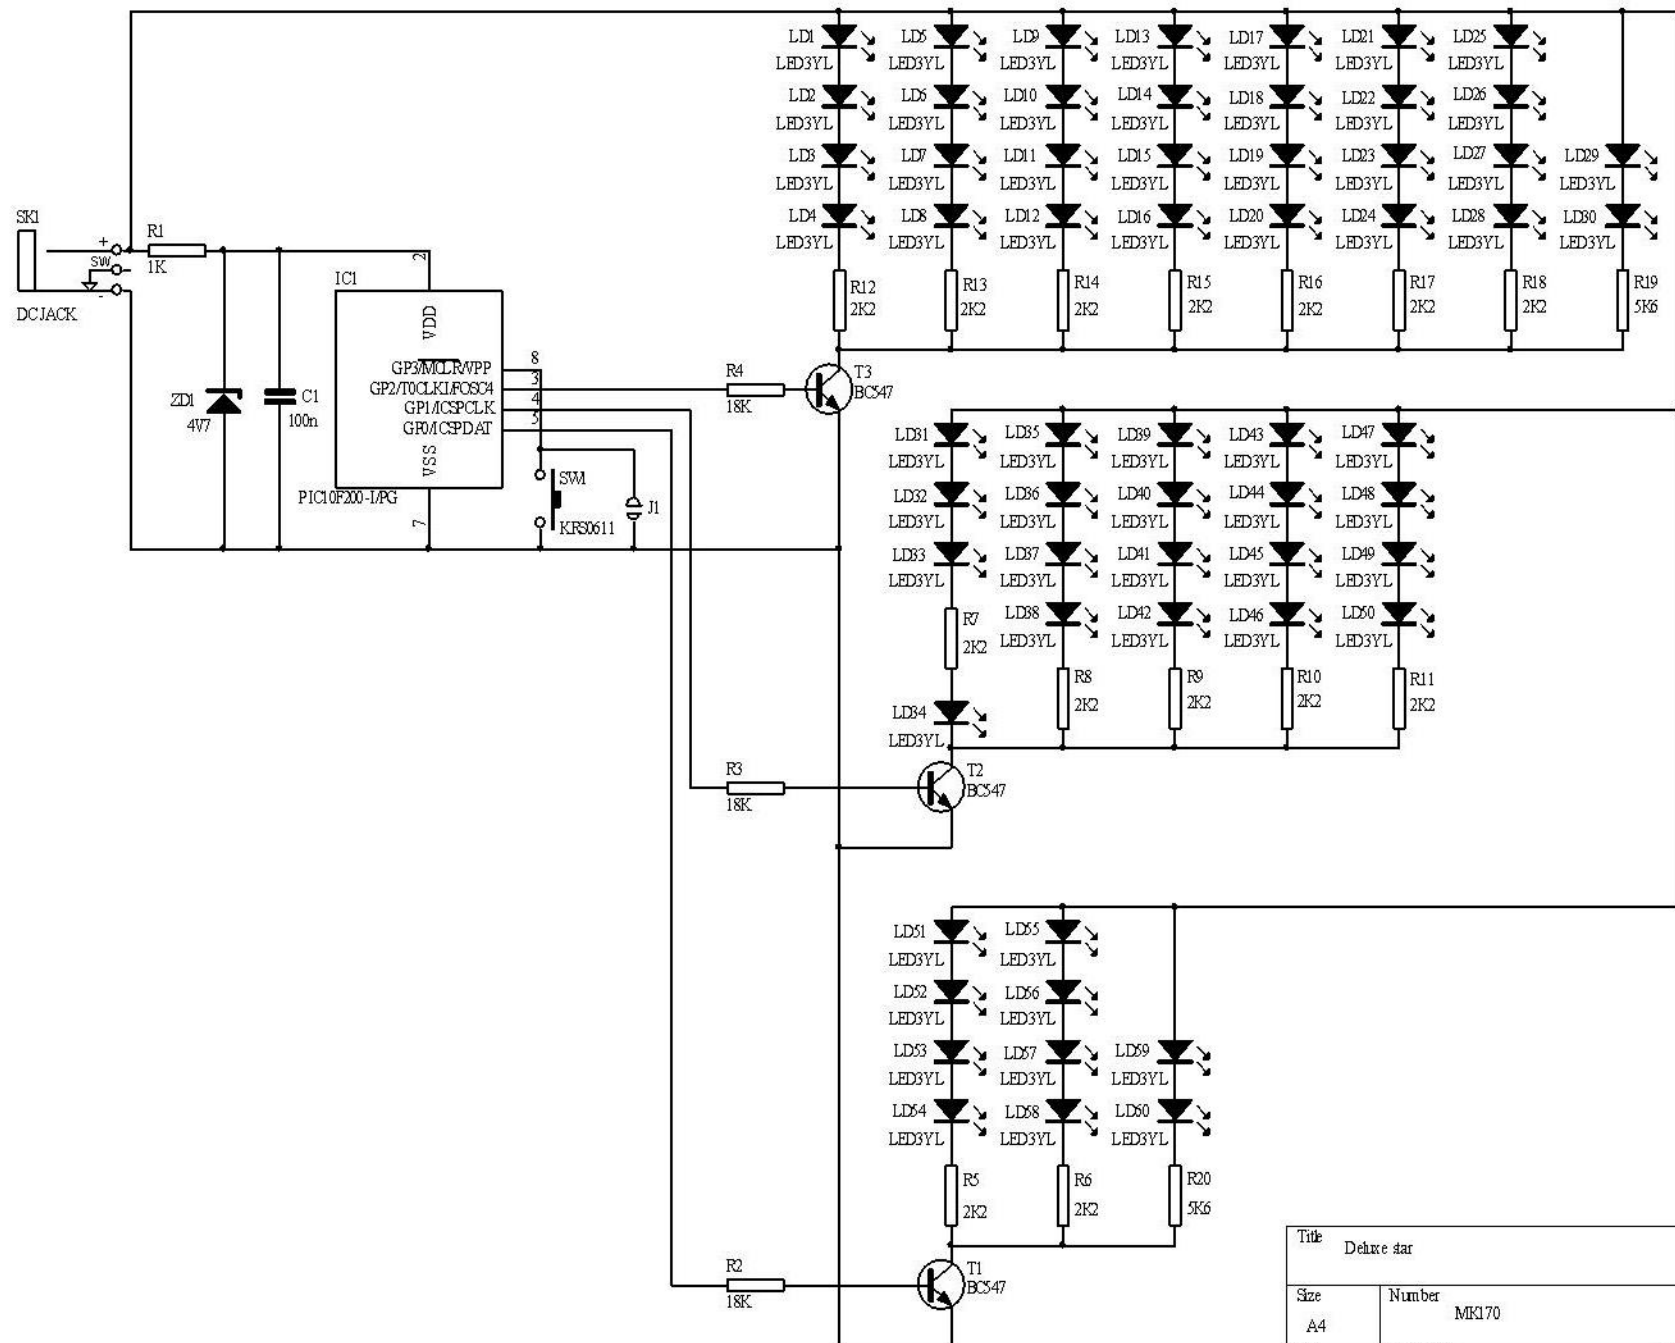 LD1 LD5 LD9 LD13 LD17 LD21 LD25
LED3YL LED3YL LED3YL LED3YL LED3YL LED3YL LED3YL
LD2 LD6 LD10 LD14 LD18 LD22 LD26
LED3YL LED3YL LED3YL LED3YL LED3YL LED3YL LED3YL
LD3 LD7 LD11 LD15 LD19 LD23 LD27 LD29
LED3YL LED3YL LED3YL LED3YL LED3YL LED3YL LED3YL LED3YL
LD4 LD8 LD12 LD16 LD20 LD24 LD28 LD30
LED3YL LED3YL LED3YL LED3YL LED3YL LED3YL LED3YL LED3YL
R12 R13 R14 R15 R16 R17 R18 R19
2K2 2K2 2K2 2K2 2K2 2K2 2K2 5K6
SK1
+
SW
-
DCJACK
R1
1K
ZD1
4V7
C1
100n
IC1
2
VDD
GP3/MCLR/VPP 8
GP2/T0CLKI/FOSC4 3
GP1/ICSPCLK 4
GP0/ICSPDAT 5
VSS
PIC10F200-I/PG
7
SW1
KRS0611
J1
R4
18K
T3
BC547
LD31 LD35 LD39 LD43 LD47
LED3YL LED3YL LED3YL LED3YL LED3YL
LD32 LD36 LD40 LD44 LD48
LED3YL LED3YL LED3YL LED3YL LED3YL
LD33 LD37 LD41 LD45 LD49
LED3YL LED3YL LED3YL LED3YL LED3YL
R7 LD38 LD42 LD46 LD50
2K2 LED3YL LED3YL LED3YL LED3YL
R8 R9 R10 R11
2K2 2K2 2K2 2K2
LD34
LED3YL
R3
18K
T2
BC547
LD51 LD55
LED3YL LED3YL
LD52 LD56
LED3YL LED3YL
LD53 LD57 LD59
LED3YL LED3YL LED3YL
LD54 LD58 LD60
LED3YL LED3YL LED3YL
R5 R6 R20
2K2 2K2 5K6
R2
18K
T1
BC547
Title
Deluxe star
Size Number
A4 MK170